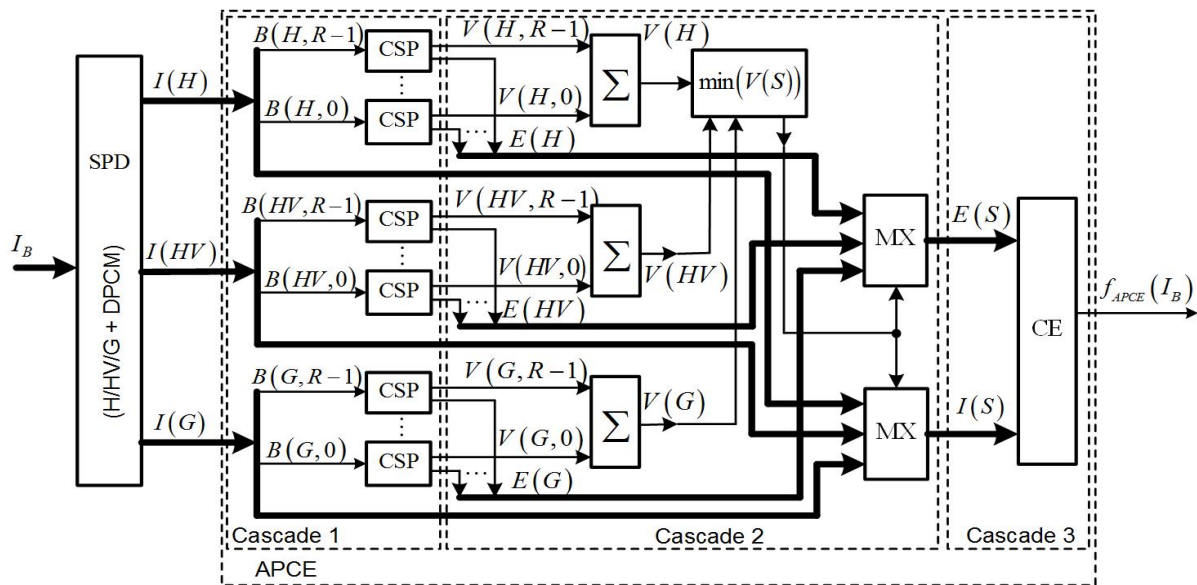 I_B
SPD
(H/HV/G + DPCM)
I(H)
I(HV)
I(G)
B(H,R−1)
CSP
V(H,R−1)
V(H)
⋮
Σ
min(V(S))
B(H,0)
CSP
V(H,0)
...
E(H)
B(HV,R−1)
CSP
V(HV,R−1)
⋮
Σ
V(HV)
B(HV,0)
CSP
V(HV,0)
...
E(HV)
B(G,R−1)
CSP
V(G,R−1)
⋮
Σ
V(G)
B(G,0)
CSP
V(G,0)
...
E(G)
MX
E(S)
MX
I(S)
CE
f_APCE(I_B)
Cascade 1
Cascade 2
Cascade 3
APCE